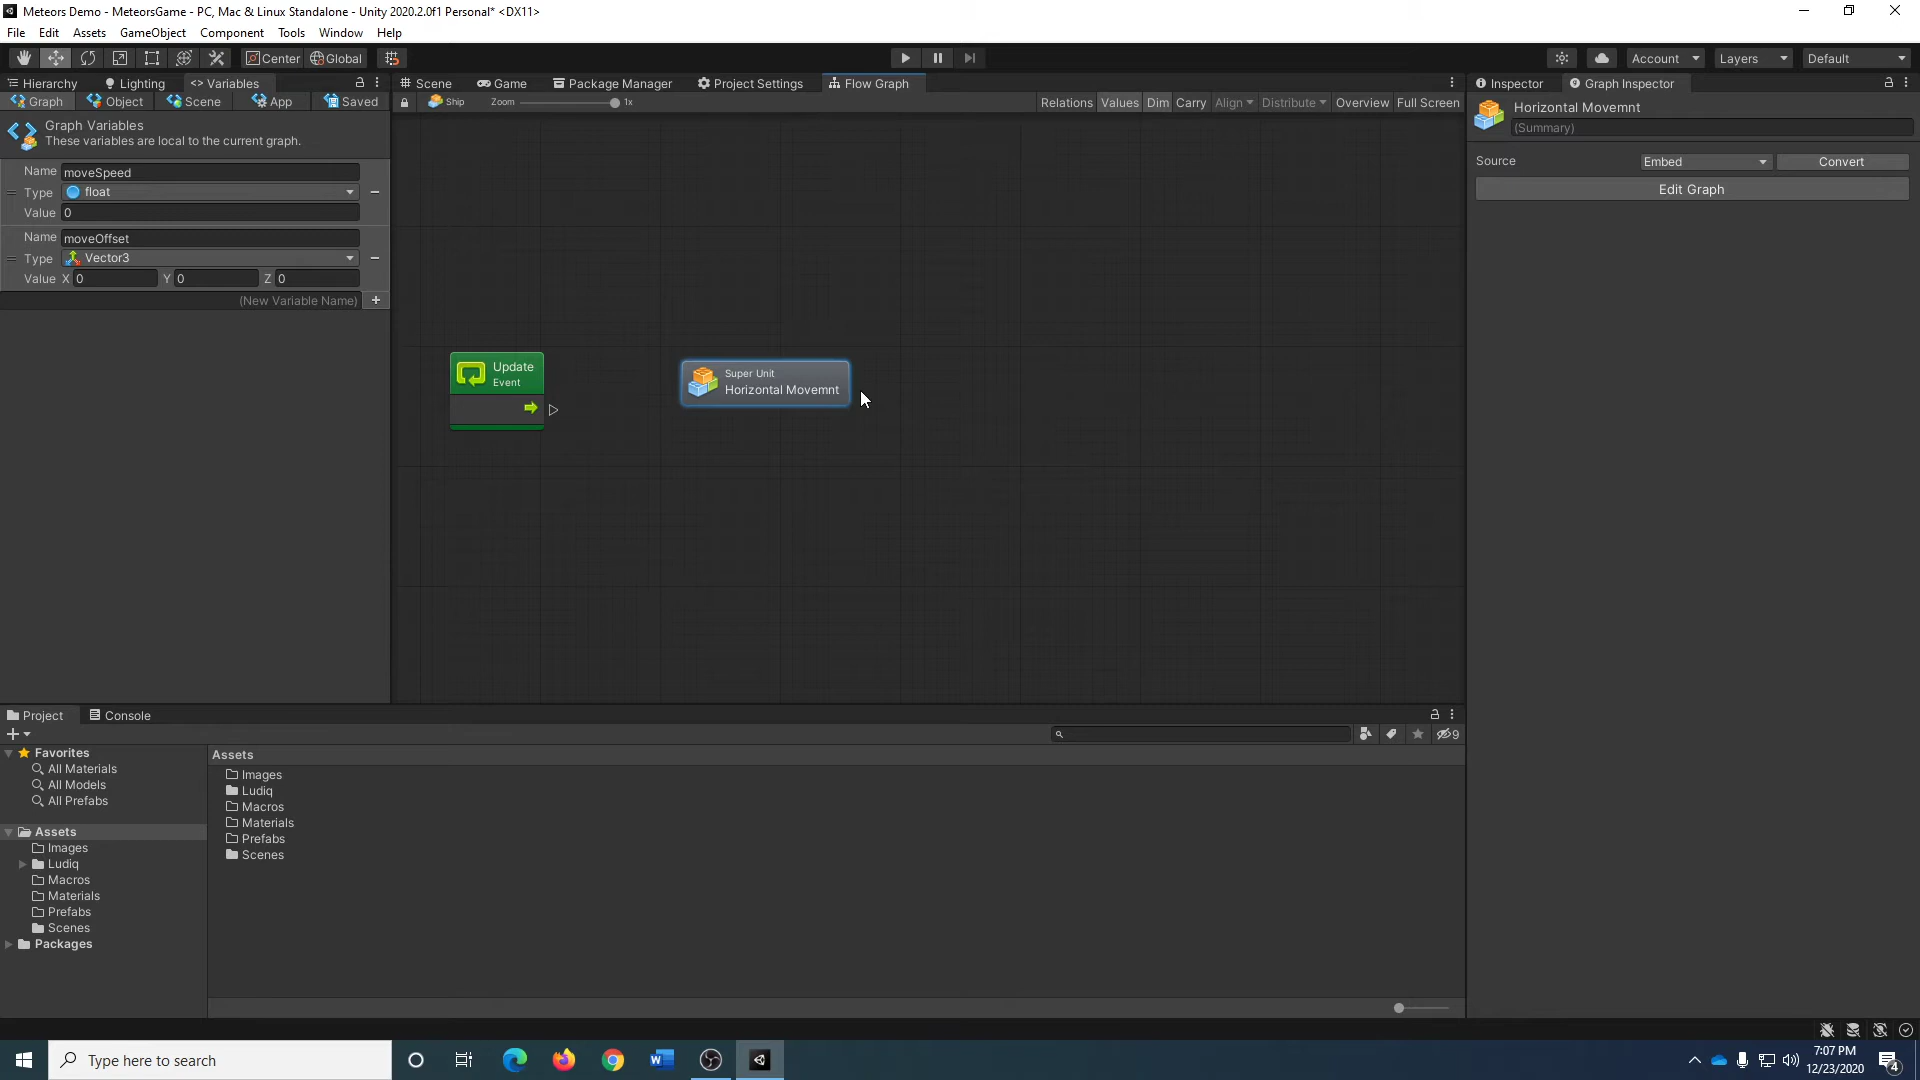 Meteors Demo - MeteorsGame - PC, Mac & Linux Standalone - Unity 2020.2.0f1 Personal* <DX11>
File Edit Assets GameObject Component Tools Window Help
Center Global Account Layers Default
Hierarchy Lighting <> Variables Scene Game Package Manager Project Settings Flow Graph Inspector Graph Inspector
Graph Object Scene App Saved Ship Zoom 1x Relations Values Dim Carry Align Distribute Overview Full Screen
Graph Variables
These variables are local to the current graph.
Name moveSpeed
Type float
Value 0
Name moveOffset
Type Vector3
Value X 0 Y 0 Z 0
(New Variable Name)
Update
Event
Super Unit
Horizontal Movemnt
Horizontal Movemnt
(Summary)
Source Embed Convert
Edit Graph
Project Console
9
Favorites
All Materials
All Models
All Prefabs
Assets
Images
Ludiq
Macros
Materials
Prefabs
Scenes
Packages
Assets
Images
Ludiq
Macros
Materials
Prefabs
Scenes
Type here to search
7:07 PM
12/23/2020
4